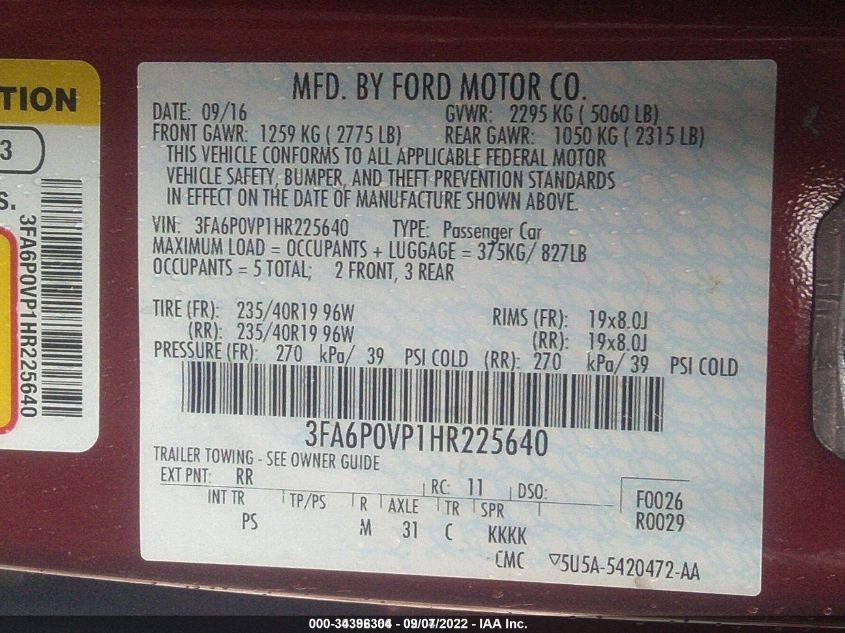 TION
3
S.
3FA6P0VP1HR225640
MFD. BY FORD MOTOR CO.
DATE: 09/16 GVWR: 2295 KG ( 5060 LB)
FRONT GAWR: 1259 KG ( 2775 LB) REAR GAWR: 1050 KG ( 2315 LB)
THIS VEHICLE CONFORMS TO ALL APPLICABLE FEDERAL MOTOR
VEHICLE SAFETY, BUMPER, AND THEFT PREVENTION STANDARDS
IN EFFECT ON THE DATE OF MANUFACTURE SHOWN ABOVE.
VIN: 3FA6P0VP1HR225640 TYPE: Passenger Car
MAXIMUM LOAD = OCCUPANTS + LUGGAGE = 375KG/ 827LB
OCCUPANTS = 5 TOTAL; 2 FRONT, 3 REAR
TIRE (FR): 235/40R19 96W RIMS (FR): 19x8.0J
(RR): 235/40R19 96W (RR): 19x8.0J
PRESSURE (FR): 270 kPa/ 39 PSI COLD (RR): 270 kPa/ 39 PSI COLD
3FA6P0VP1HR225640
TRAILER TOWING - SEE OWNER GUIDE
EXT PNT: RR RC: 11 DSO: F0026
INT TR TP/PS R AXLE TR SPR R0029
PS M 31 C KKKK
CMC ▽5U5A-5420472-AA
- 09/07/2022 - IAA Inc.